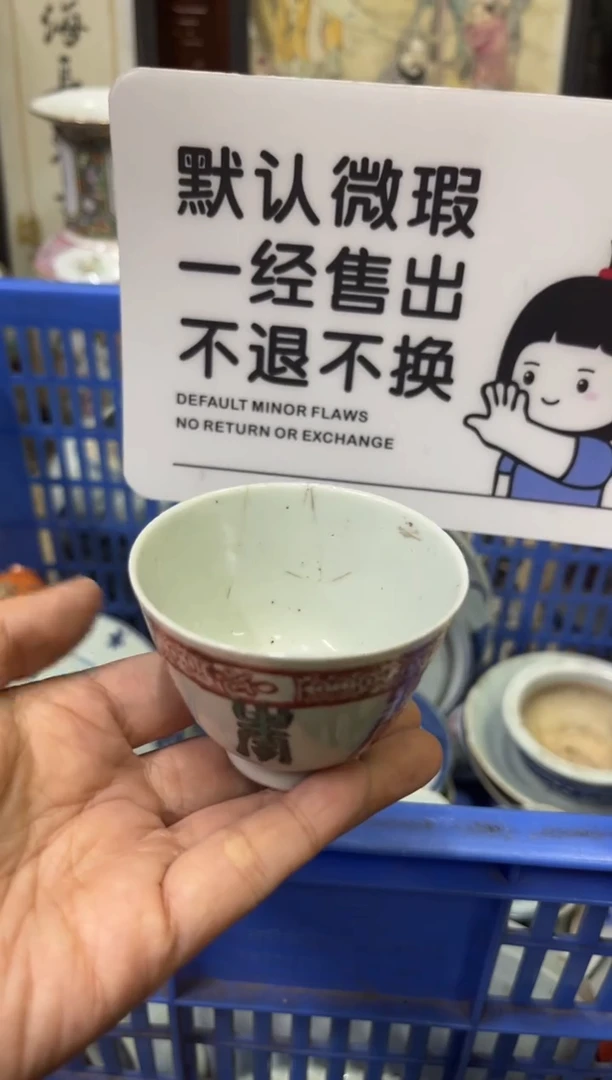 默认微瑕
一经售出
不退不换
DEFAULT MINOR FLAWS
NO RETURN OR EXCHANGE